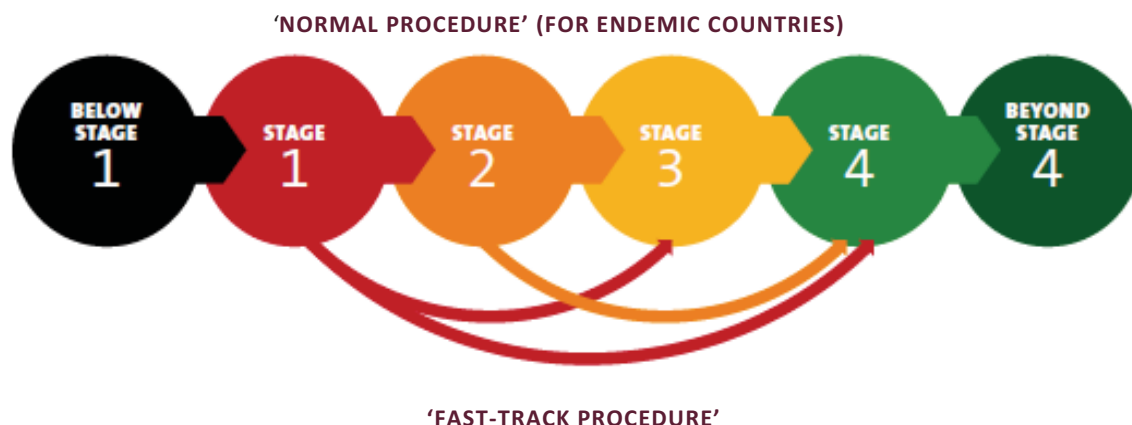 ‘NORMAL PROCEDURE’ (FOR ENDEMIC COUNTRIES)
BELOW
STAGE
1
STAGE
1
STAGE
2
STAGE
3
STAGE
4
BEYOND
STAGE
4
‘FAST-TRACK PROCEDURE’